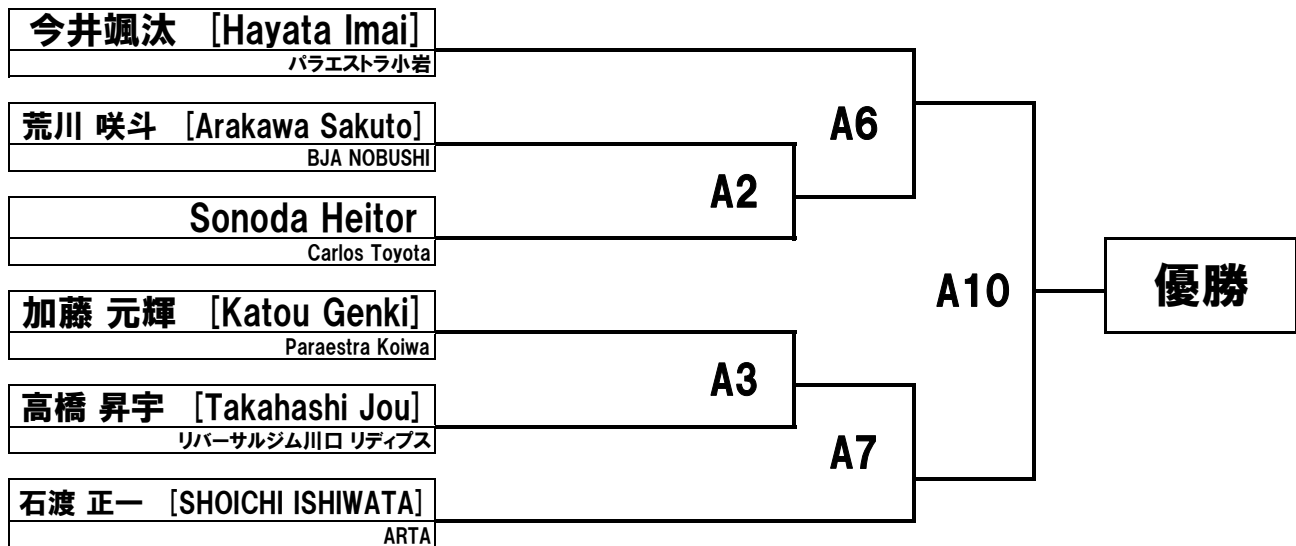 今井颯汰 [Hayata Imai]
パラエストラ小岩
荒川 咲斗 [Arakawa Sakuto]
BJA NOBUSHI
Sonoda Heitor
Carlos Toyota
加藤 元輝 [Katou Genki]
Paraestra Koiwa
高橋 昇宇 [Takahashi Jou]
リバーサルジム川口 リディプス
石渡 正一 [SHOICHI ISHIWATA]
ARTA
A2
A3
A6
A7
A10
優勝